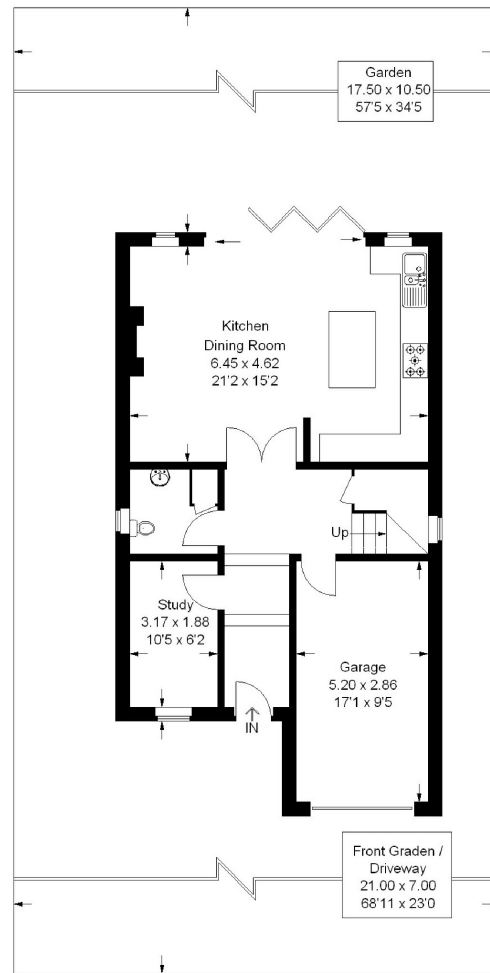 Garden
17.50 x 10.50
57'5 x 34'5
Kitchen
Dining Room
6.45 x 4.62
21'2 x 15'2
Up
Study
3.17 x 1.88
10'5 x 6'2
Garage
5.20 x 2.86
17'1 x 9'5
IN
Front Graden /
Driveway
21.00 x 7.00
68'11 x 23'0